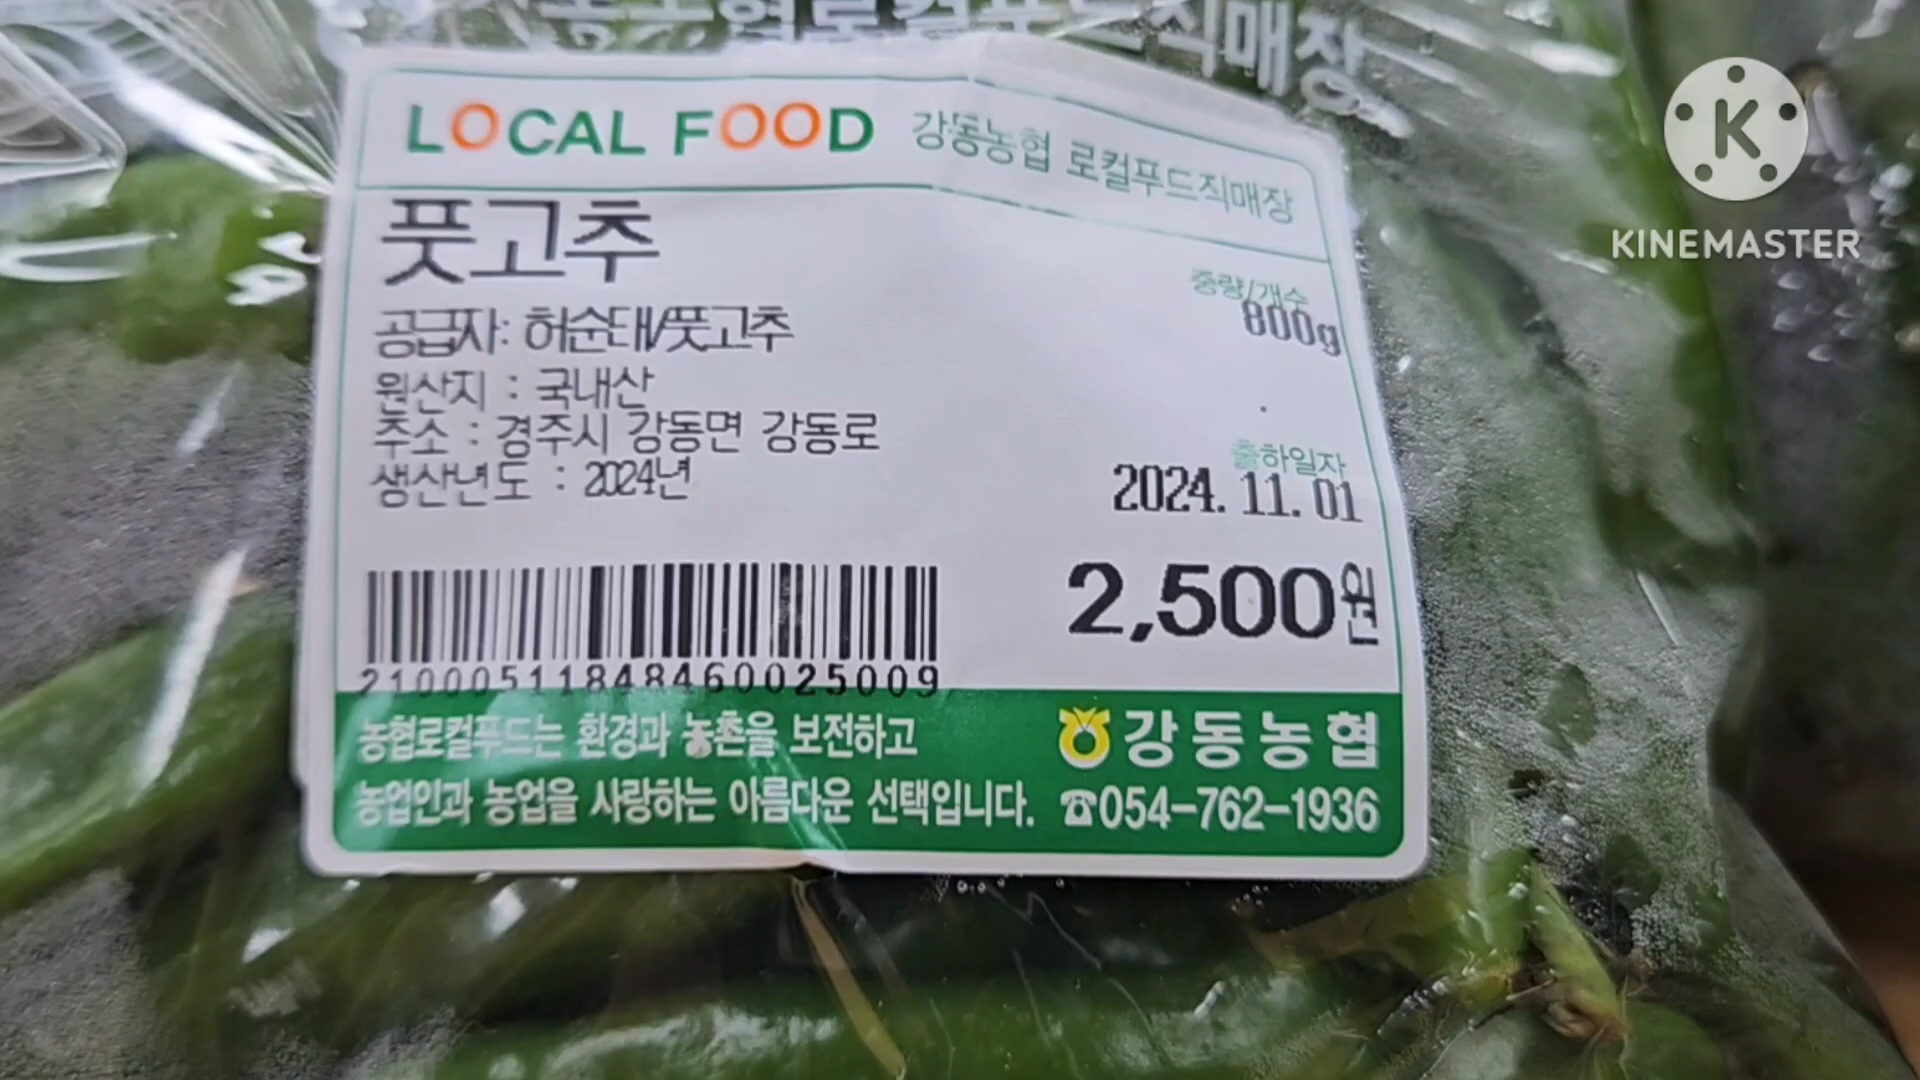 직매장
LOCAL FOOD 강동농협 로컬푸드직매장
풋고추
중량/개수
800g
공급자: 허순태/풋고추
원산지 : 국내산
주소 : 경주시 강동면 강동로
생산년도 : 2024년
출하일자
2024. 11. 01
2,500원
21000511848460025009
농협로컬푸드는 환경과 농촌을 보전하고
농업인과 농업을 사랑하는 아름다운 선택입니다.
강동농협
☎054-762-1936
K
KINEMASTER